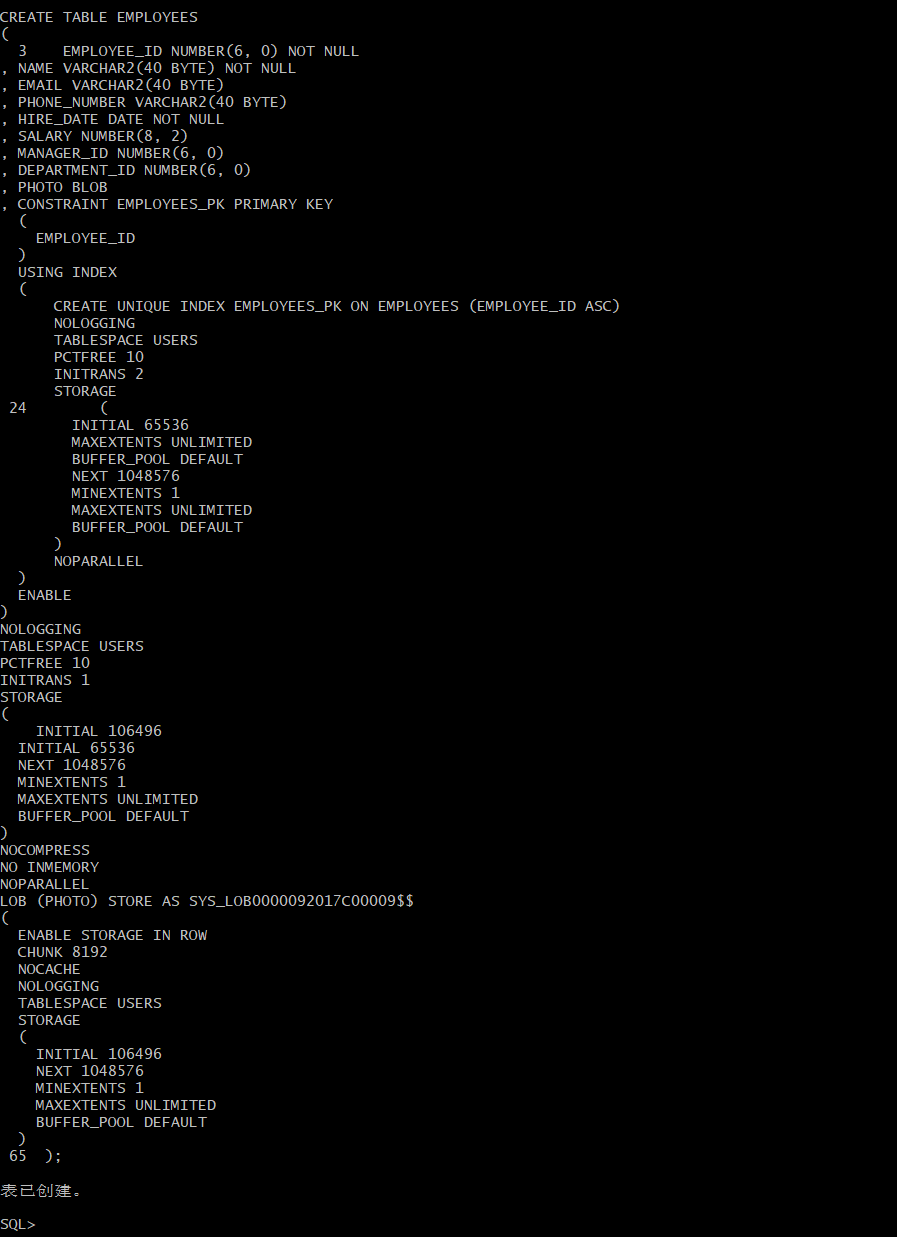 CREATE TABLE EMPLOYEES
(
  3    EMPLOYEE_ID NUMBER(6, 0) NOT NULL
, NAME VARCHAR2(40 BYTE) NOT NULL
, EMAIL VARCHAR2(40 BYTE)
, PHONE_NUMBER VARCHAR2(40 BYTE)
, HIRE_DATE DATE NOT NULL
, SALARY NUMBER(8, 2)
, MANAGER_ID NUMBER(6, 0)
, DEPARTMENT_ID NUMBER(6, 0)
, PHOTO BLOB
, CONSTRAINT EMPLOYEES_PK PRIMARY KEY
  (
    EMPLOYEE_ID
  )
  USING INDEX
  (
      CREATE UNIQUE INDEX EMPLOYEES_PK ON EMPLOYEES (EMPLOYEE_ID ASC)
      NOLOGGING
      TABLESPACE USERS
      PCTFREE 10
      INITRANS 2
      STORAGE
 24        (
        INITIAL 65536
        MAXEXTENTS UNLIMITED
        BUFFER_POOL DEFAULT
        NEXT 1048576
        MINEXTENTS 1
        MAXEXTENTS UNLIMITED
        BUFFER_POOL DEFAULT
      )
      NOPARALLEL
  )
  ENABLE
)
NOLOGGING
TABLESPACE USERS
PCTFREE 10
INITRANS 1
STORAGE
(
    INITIAL 106496
  INITIAL 65536
  NEXT 1048576
  MINEXTENTS 1
  MAXEXTENTS UNLIMITED
  BUFFER_POOL DEFAULT
)
NOCOMPRESS
NO INMEMORY
NOPARALLEL
LOB (PHOTO) STORE AS SYS_LOB0000092017C00009$$
(
  ENABLE STORAGE IN ROW
  CHUNK 8192
  NOCACHE
  NOLOGGING
  TABLESPACE USERS
  STORAGE
  (
    INITIAL 106496
    NEXT 1048576
    MINEXTENTS 1
    MAXEXTENTS UNLIMITED
    BUFFER_POOL DEFAULT
  )
 65  );
表已创建。
SQL>